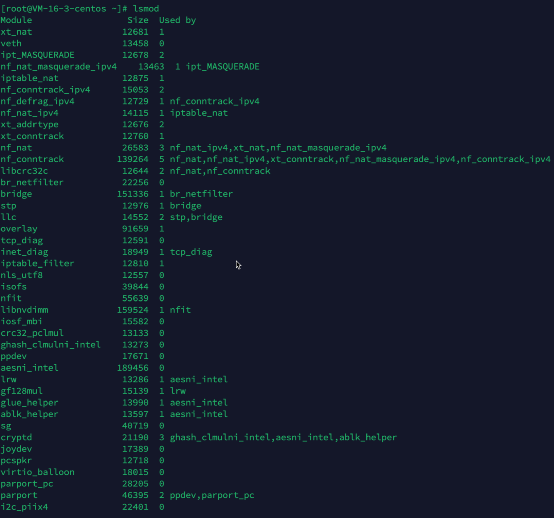 [root@VM-16-3-centos ~]# lsmod
Module Size Used by
xt_nat 12681 1
veth 13458 0
ipt_MASQUERADE 12678 2
nf_nat_masquerade_ipv4 13463 1 ipt_MASQUERADE
iptable_nat 12875 1
nf_conntrack_ipv4 15053 2
nf_defrag_ipv4 12729 1 nf_conntrack_ipv4
nf_nat_ipv4 14115 1 iptable_nat
xt_addrtype 12676 2
xt_conntrack 12760 1
nf_nat 26583 3 nf_nat_ipv4,xt_nat,nf_nat_masquerade_ipv4
nf_conntrack 139264 5 nf_nat,nf_nat_ipv4,xt_conntrack,nf_nat_masquerade_ipv4,nf_conntrack_ipv4
libcrc32c 12644 2 nf_nat,nf_conntrack
br_netfilter 22256 0
bridge 151336 1 br_netfilter
stp 12976 1 bridge
llc 14552 2 stp,bridge
overlay 91659 1
tcp_diag 12591 0
inet_diag 18949 1 tcp_diag
iptable_filter 12810 1
nls_utf8 12557 0
isofs 39844 0
nfit 55639 0
libnvdimm 159524 1 nfit
iosf_mbi 15582 0
crc32_pclmul 13133 0
ghash_clmulni_intel 13273 0
ppdev 17671 0
aesni_intel 189456 0
lrw 13286 1 aesni_intel
gf128mul 15139 1 lrw
glue_helper 13990 1 aesni_intel
ablk_helper 13597 1 aesni_intel
sg 40719 0
cryptd 21190 3 ghash_clmulni_intel,aesni_intel,ablk_helper
joydev 17389 0
pcspkr 12718 0
virtio_balloon 18015 0
parport_pc 28205 0
parport 46395 2 ppdev,parport_pc
i2c_piix4 22401 0